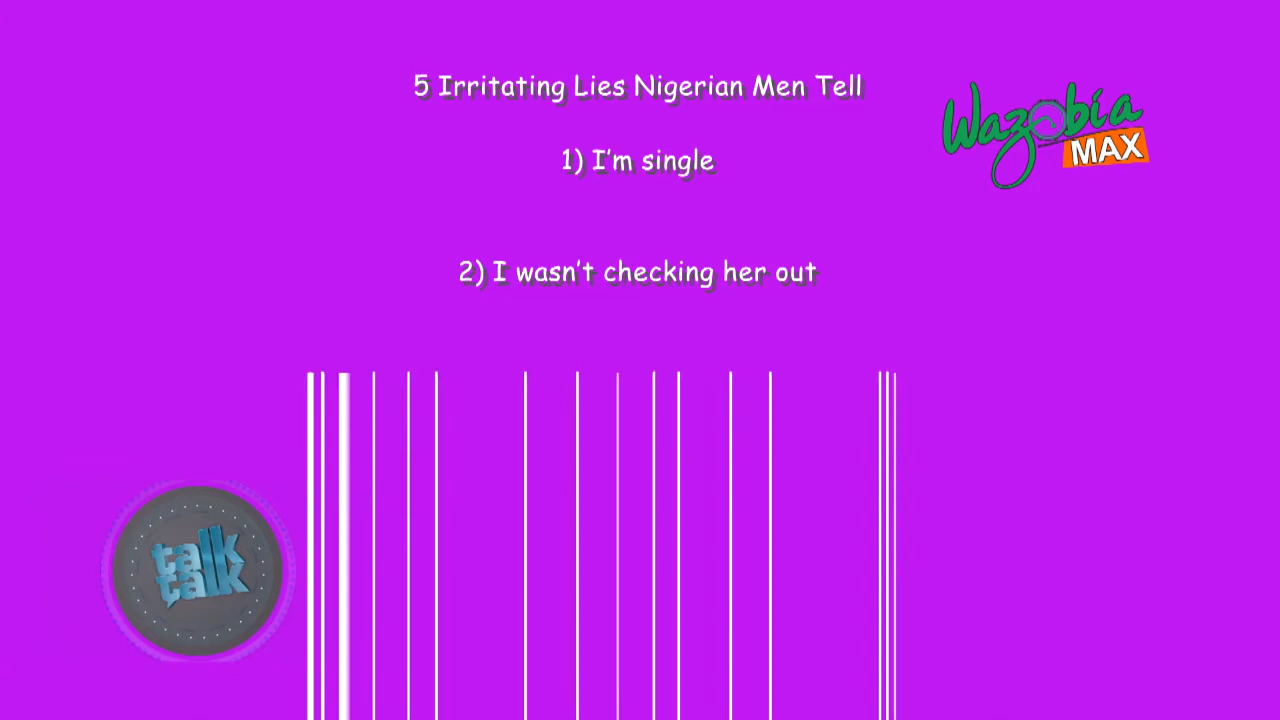 5 Irritating Lies Nigerian Men Tell
Wazobia
MAX
1) I'm single
2) I wasn't checking her out
talk
talk